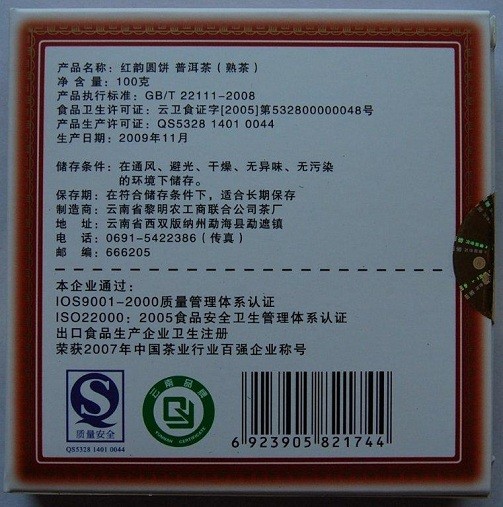 产品名称：红韵圆饼 普洱茶（熟茶）
净 含 量：100克
产品执行标准：GB/T 22111-2008
食品卫生许可证：云卫食证字[2005]第532800000048号
产品生产许可证：QS5328 1401 0044
生产日期：2009年11月
储存条件：在通风、避光、干燥、无异味、无污染
的环境下储存。
保存期：在符合储存条件下，适合长期保存
制造商：云南省黎明农工商联合公司茶厂
地　址：云南省西双版纳州勐海县勐遮镇
电　话：0691-5422386（传真）
邮　编：666205
本企业通过：
IOS9001-2000质量管理体系认证
ISO22000：2005食品安全卫生管理体系认证
出口食品生产企业卫生注册
荣获2007年中国茶业行业百强企业称号
质量安全
QS5328 1401 0044
云南品牌
YUNNAN CERTIFICATE
6 923905 821744